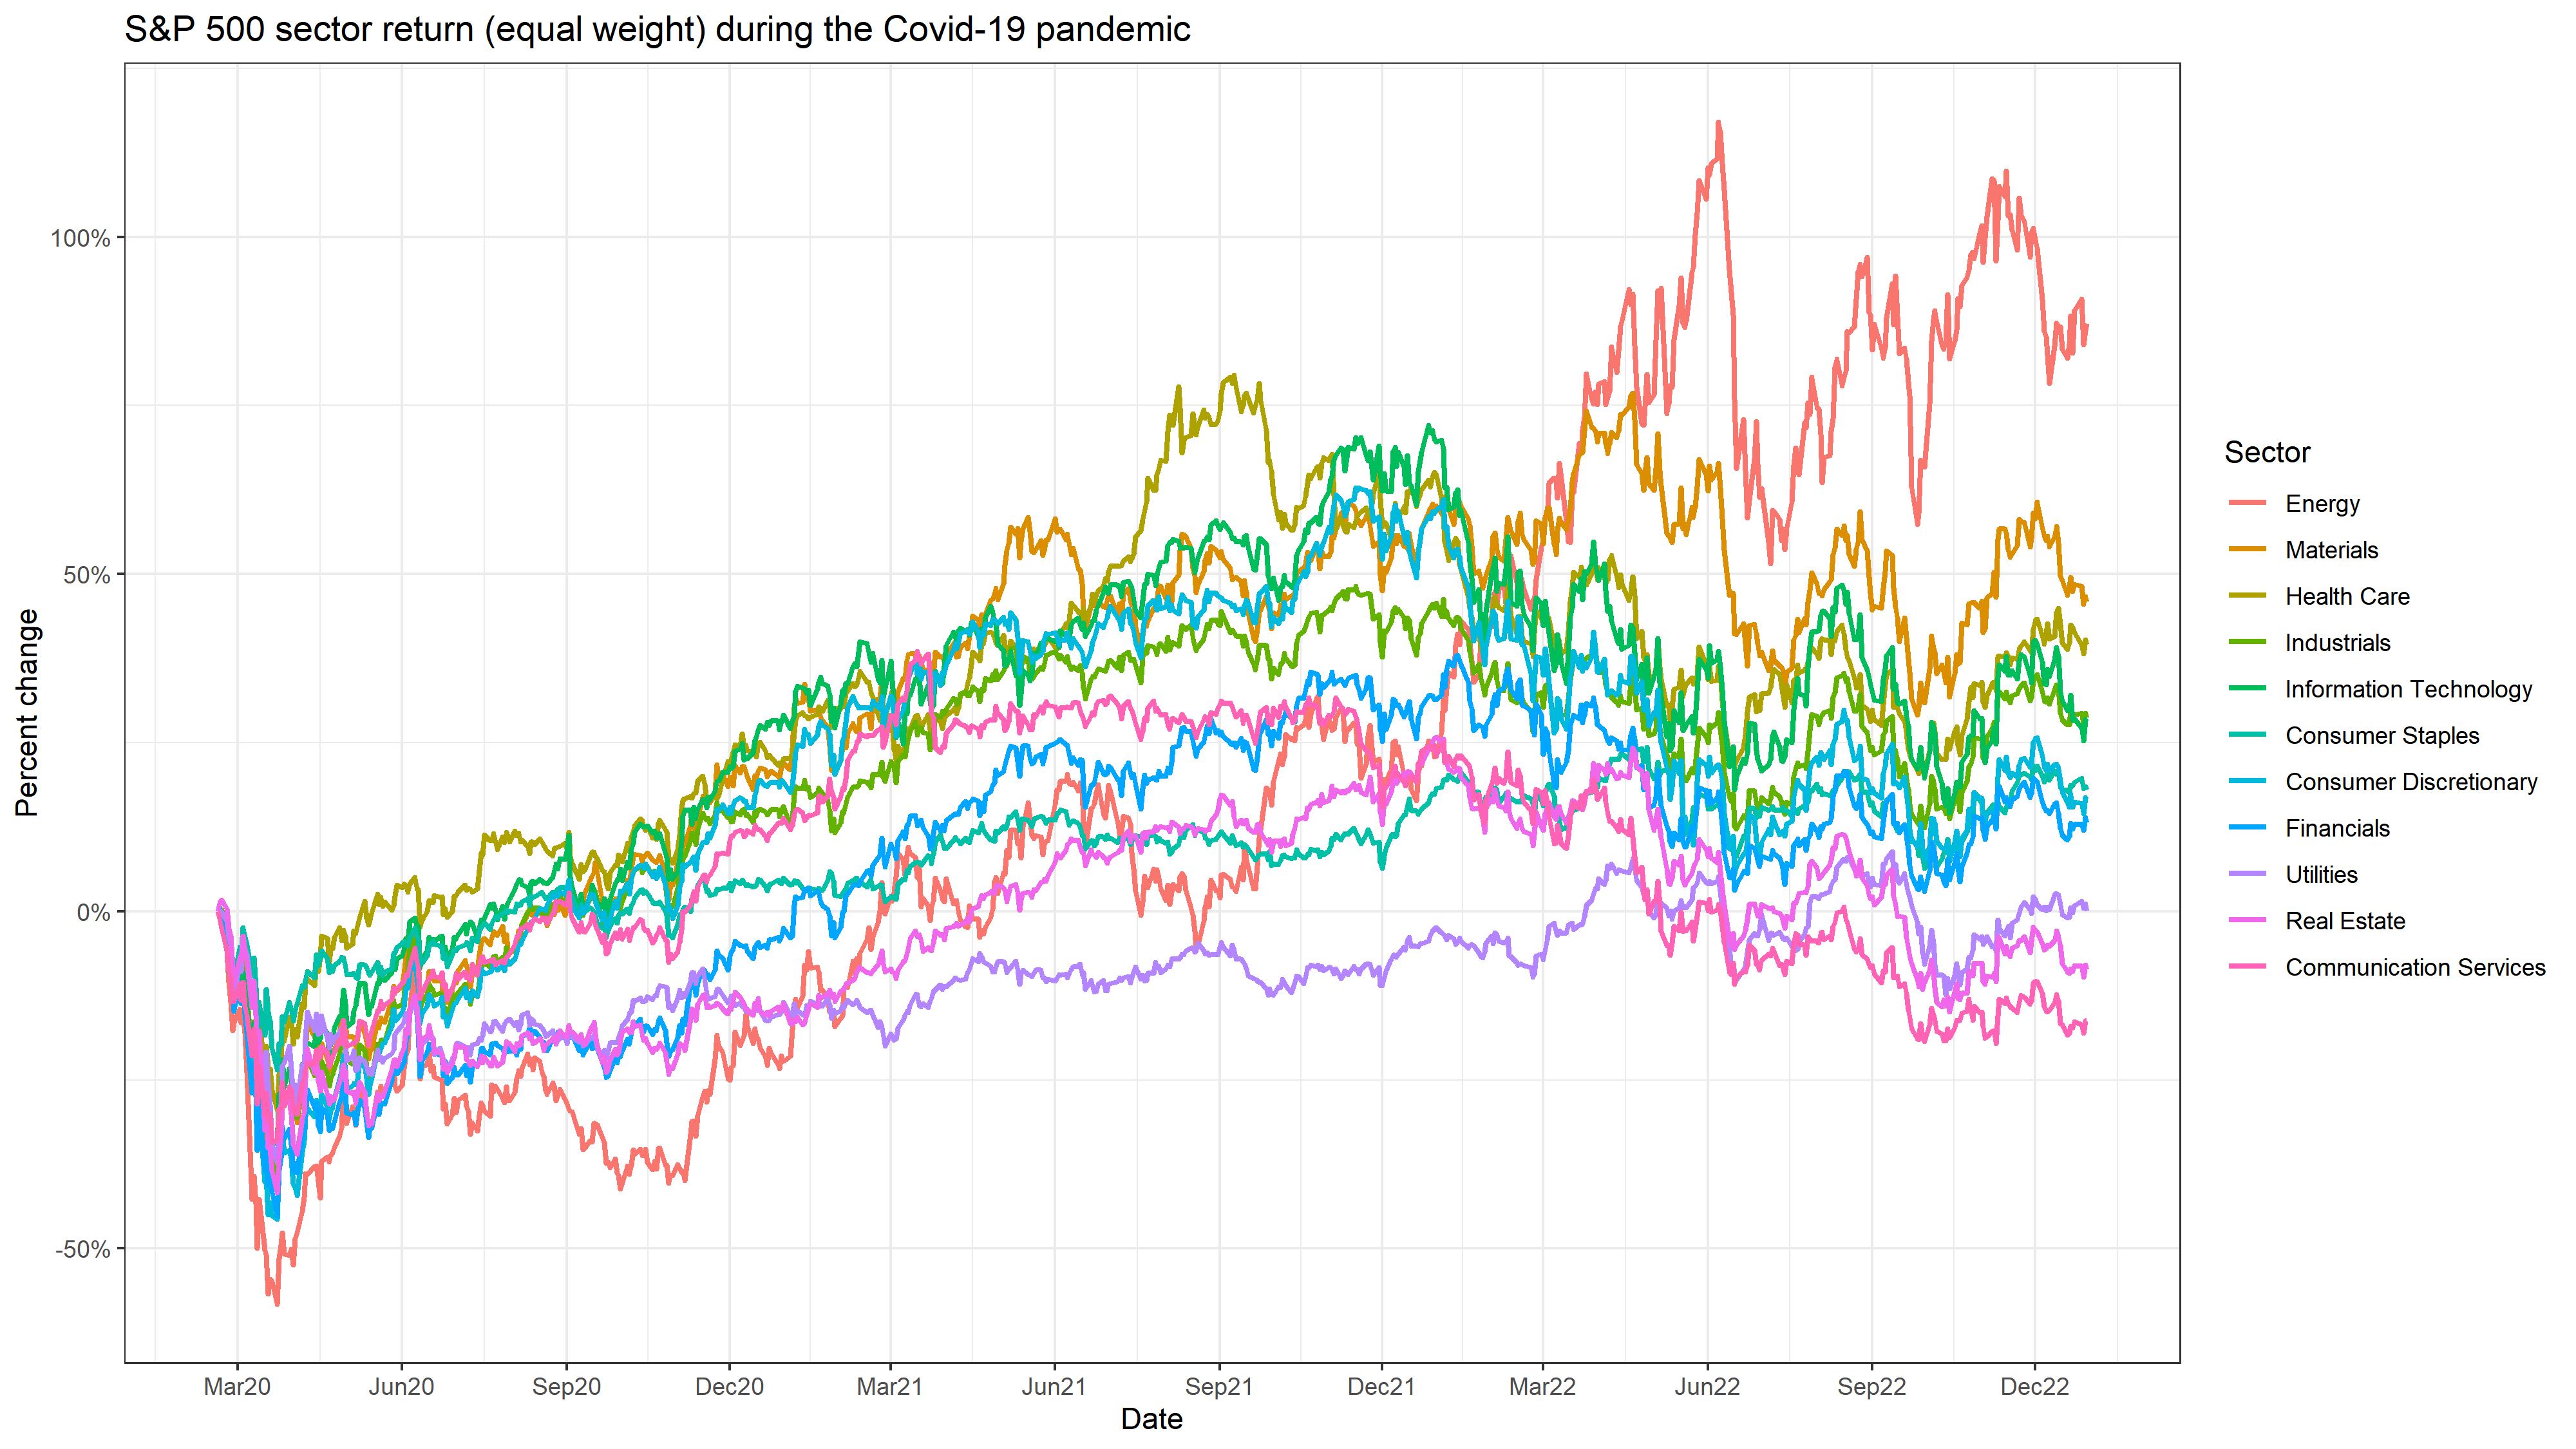 S&P 500 sector return (equal weight) during the Covid-19 pandemic
Percent change
100%
50%
0%
-50%
Mar20 Jun20 Sep20 Dec20 Mar21 Jun21 Sep21 Dec21 Mar22 Jun22 Sep22 Dec22
Date
Sector
Energy
Materials
Health Care
Industrials
Information Technology
Consumer Staples
Consumer Discretionary
Financials
Utilities
Real Estate
Communication Services